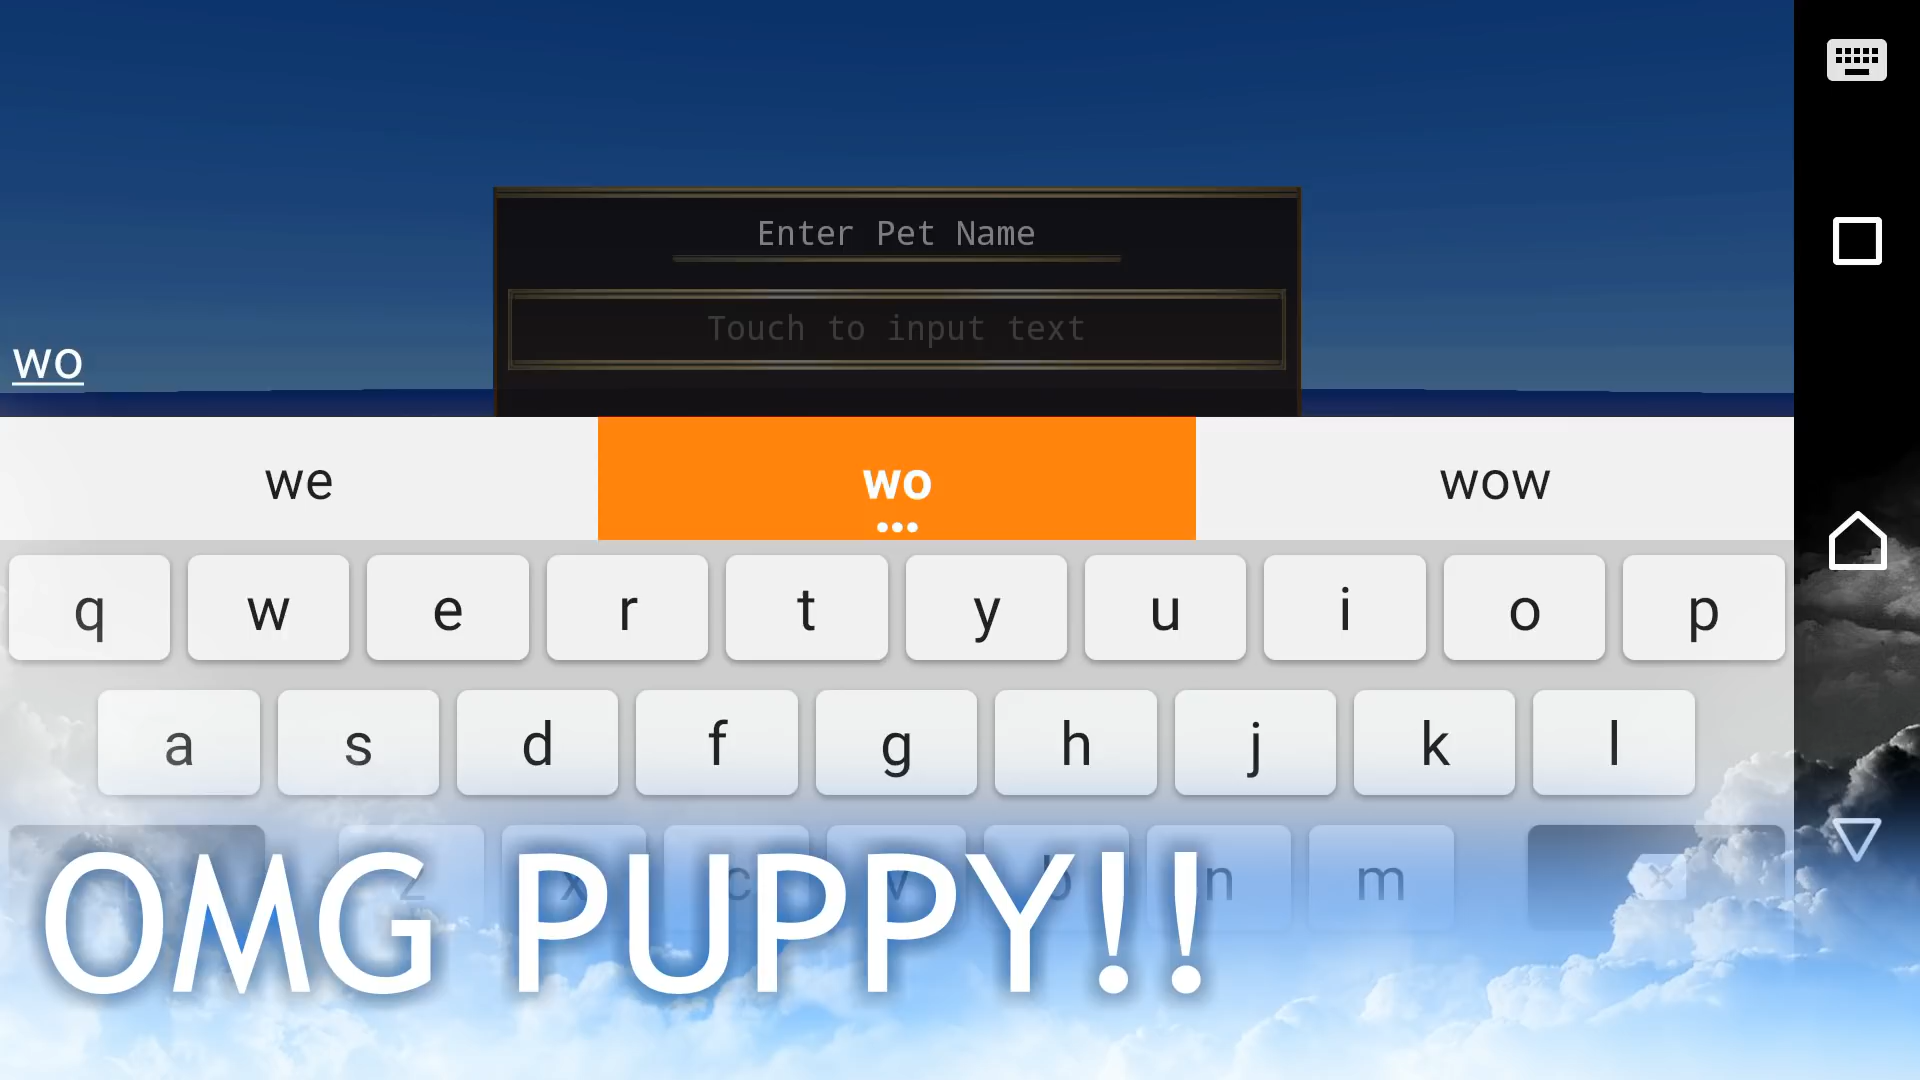 Enter Pet Name
Touch to input text
wo
we wo wow
q w e r t y u i o p
a s d f g h j k l
z x c v b n m
OMG PUPPY!!